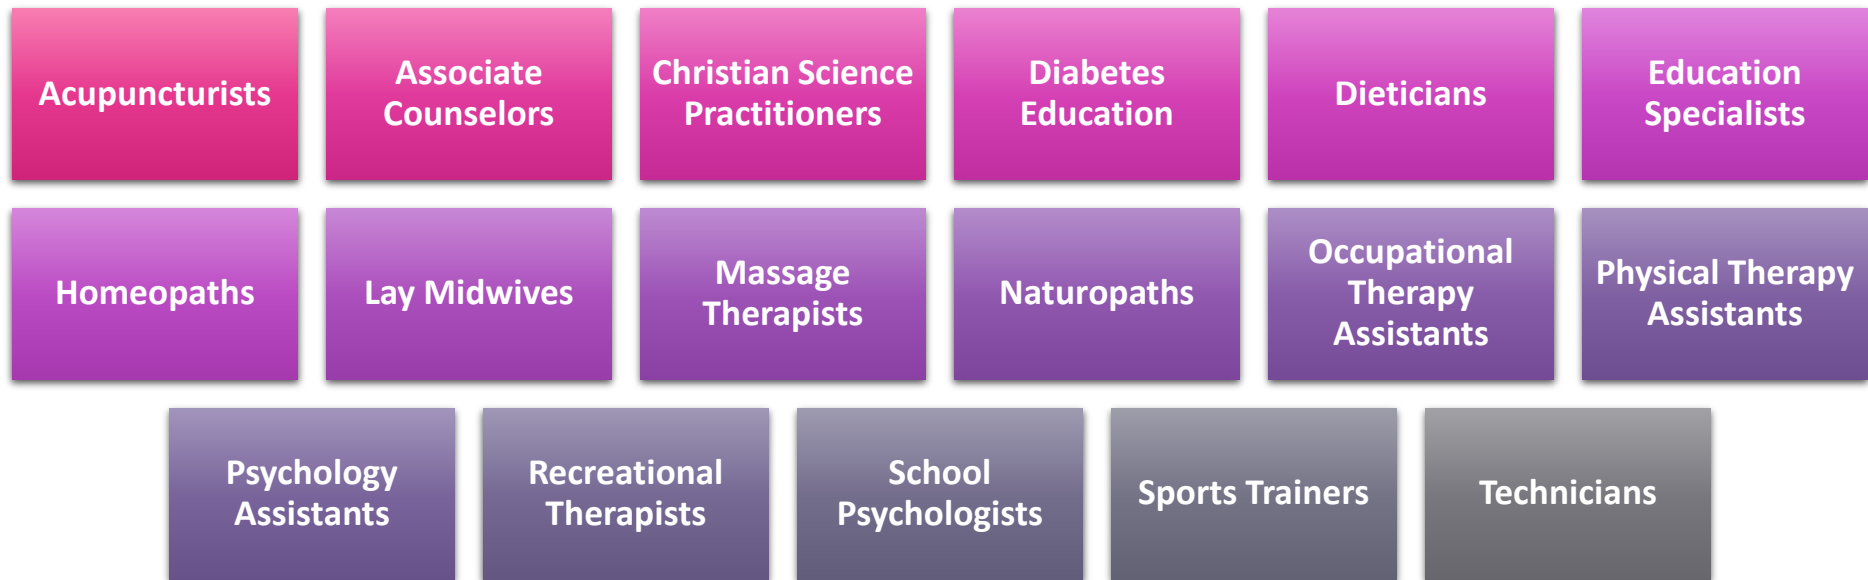 Acupuncturists
Associate
Counselors
Christian Science
Practitioners
Diabetes
Education
Dieticians
Education
Specialists
Homeopaths
Lay Midwives
Massage
Therapists
Naturopaths
Occupational
Therapy
Assistants
Physical Therapy
Assistants
Psychology
Assistants
Recreational
Therapists
School
Psychologists
Sports Trainers
Technicians